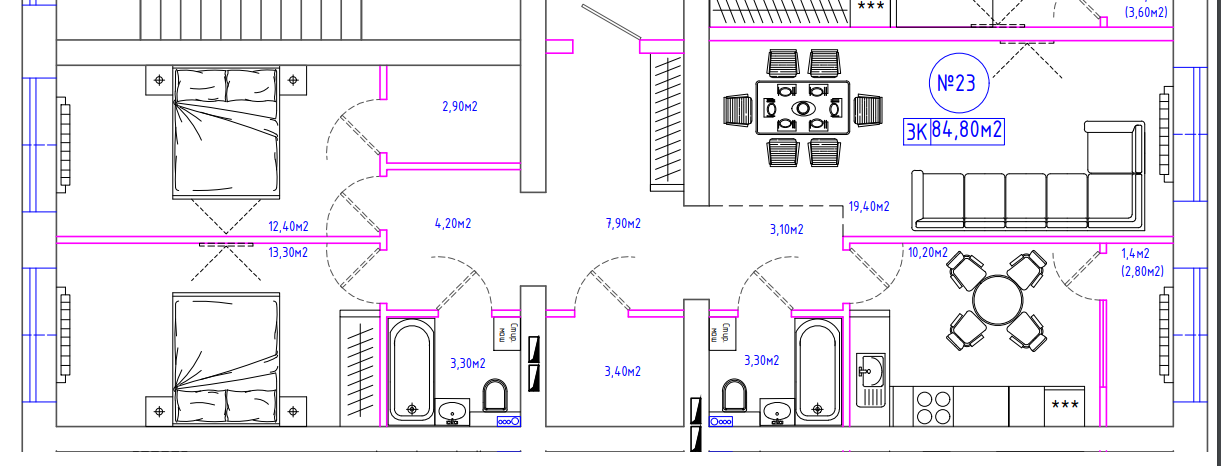 ***
(3,60м2)
№23
3К 84,80м2
2,90м2
12,40м2
4,20м2
7,90м2
3,10м2
19,40м2
13,30м2
10,20м2
1,4м2
(2,80м2)
Стир.
маш
3,30м2
3,40м2
Стир.
маш
3,30м2
***